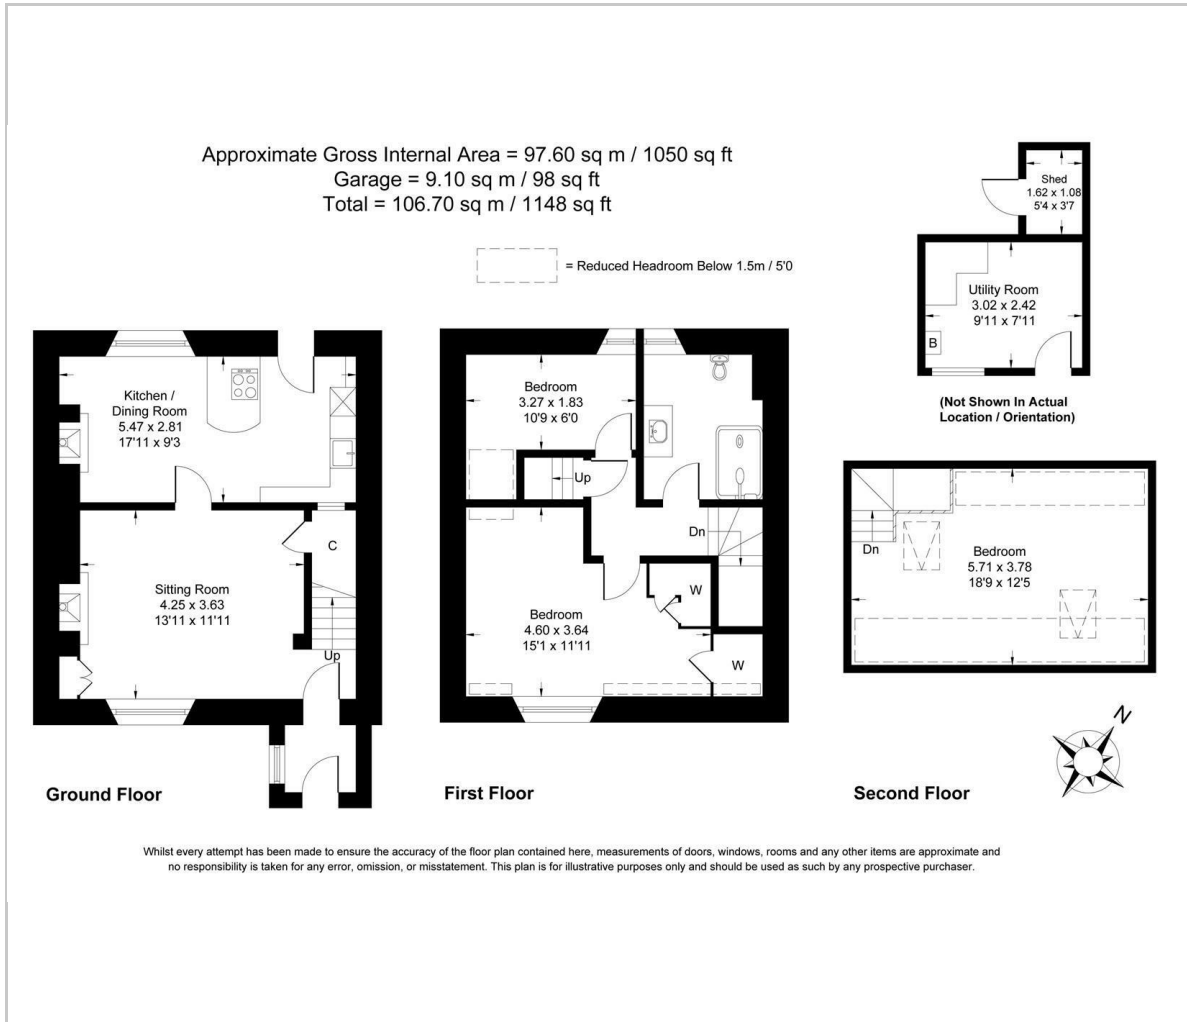 Approximate Gross Internal Area = 97.60 sq m / 1050 sq ft
Garage = 9.10 sq m / 98 sq ft
Total = 106.70 sq m / 1148 sq ft
= Reduced Headroom Below 1.5m / 5'0
Shed
1.62 x 1.08
5'4 x 3'7
Utility Room
3.02 x 2.42
9'11 x 7'11
B
(Not Shown In Actual
Location / Orientation)
Kitchen /
Dining Room
5.47 x 2.81
17'11 x 9'3
C
Sitting Room
4.25 x 3.63
13'11 x 11'11
Up
Ground Floor
Bedroom
3.27 x 1.83
10'9 x 6'0
Up
Dn
W
Bedroom
4.60 x 3.64
15'1 x 11'11
W
First Floor
Dn
Bedroom
5.71 x 3.78
18'9 x 12'5
Second Floor
N
Whilst every attempt has been made to ensure the accuracy of the floor plan contained here, measurements of doors, windows, rooms and any other items are approximate and
no responsibility is taken for any error, omission, or misstatement. This plan is for illustrative purposes only and should be used as such by any prospective purchaser.